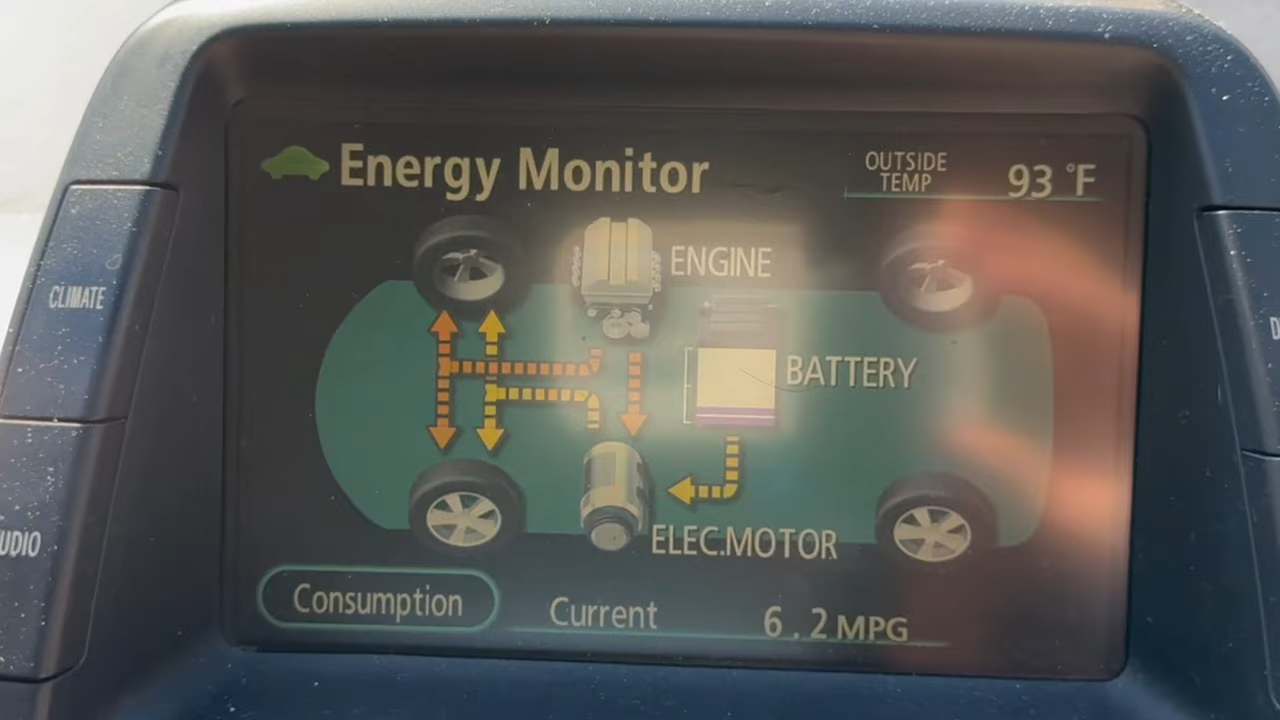 Energy Monitor
OUTSIDE
TEMP
93 °F
ENGINE
CLIMATE
BATTERY
UDIO
ELEC.MOTOR
Consumption
Current
6.2 MPG
D